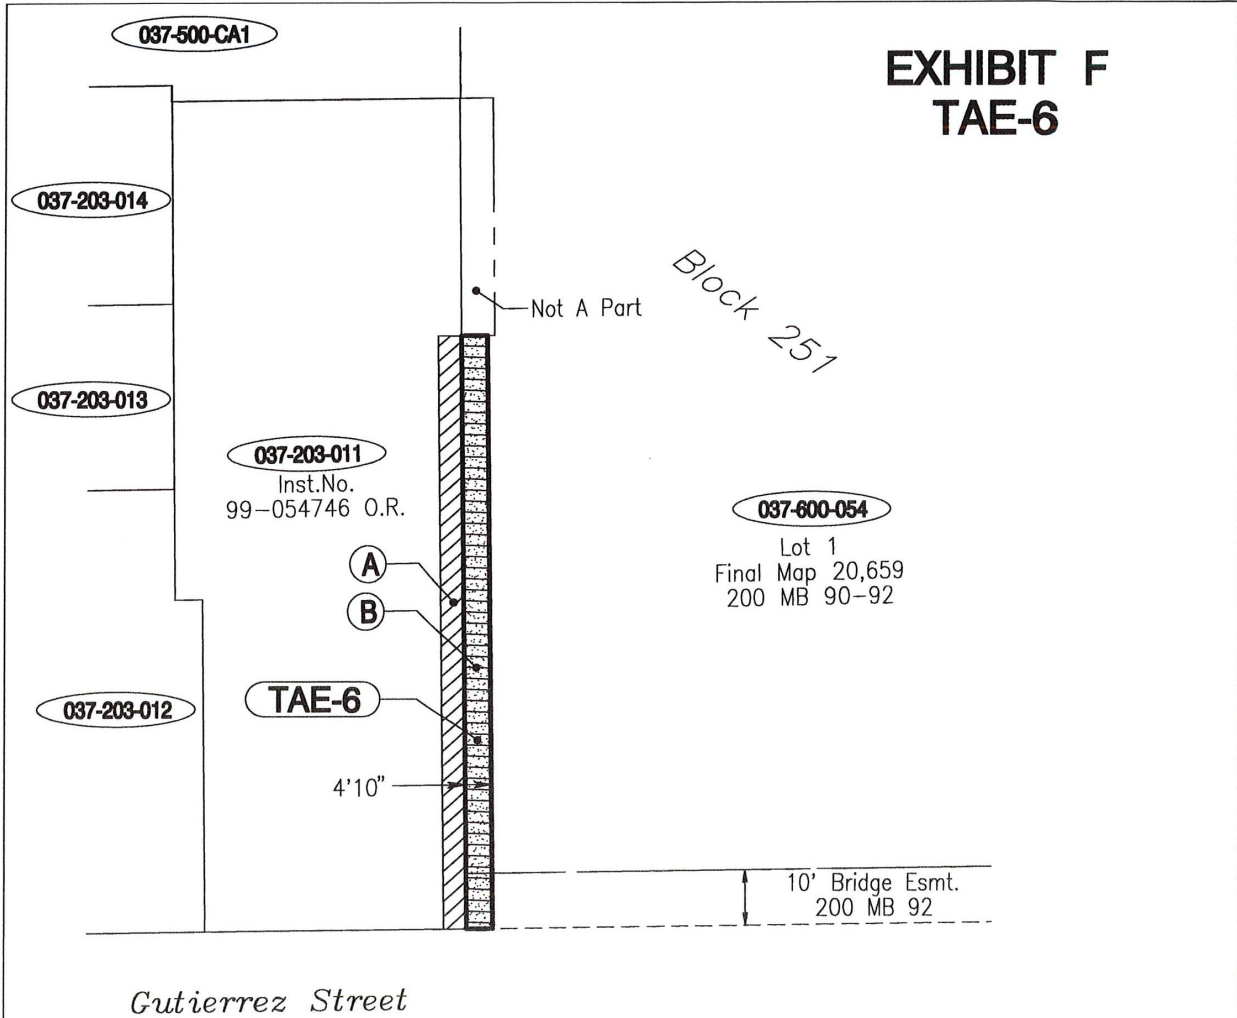 037-500-CA1
EXHIBIT F
TAE-6
037-203-014
Block 251
Not A Part
037-203-013
037-203-011
Inst.No.
99-054746 O.R.
037-600-054
Lot 1
Final Map 20,659
200 MB 90-92
A
B
TAE-6
037-203-012
4'10"
10' Bridge Esmt.
200 MB 92
Gutierrez Street